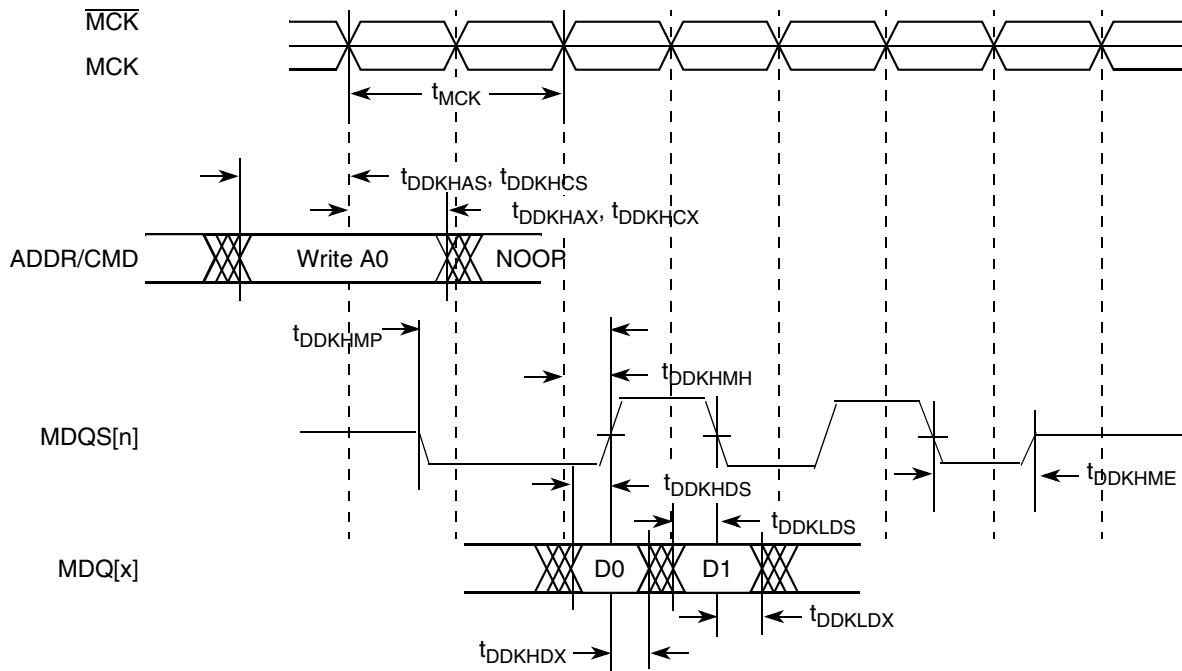 MCK
MCK
tMCK
tDDKHAS, tDDKHCS
tDDKHAX, tDDKHCX
ADDR/CMD
Write A0
NOOP
tDDKHMP
tDDKHMH
MDQS[n]
tDDKHDS
tDDKHME
tDDKLDS
MDQ[x]
D0
D1
tDDKLDX
tDDKHDX